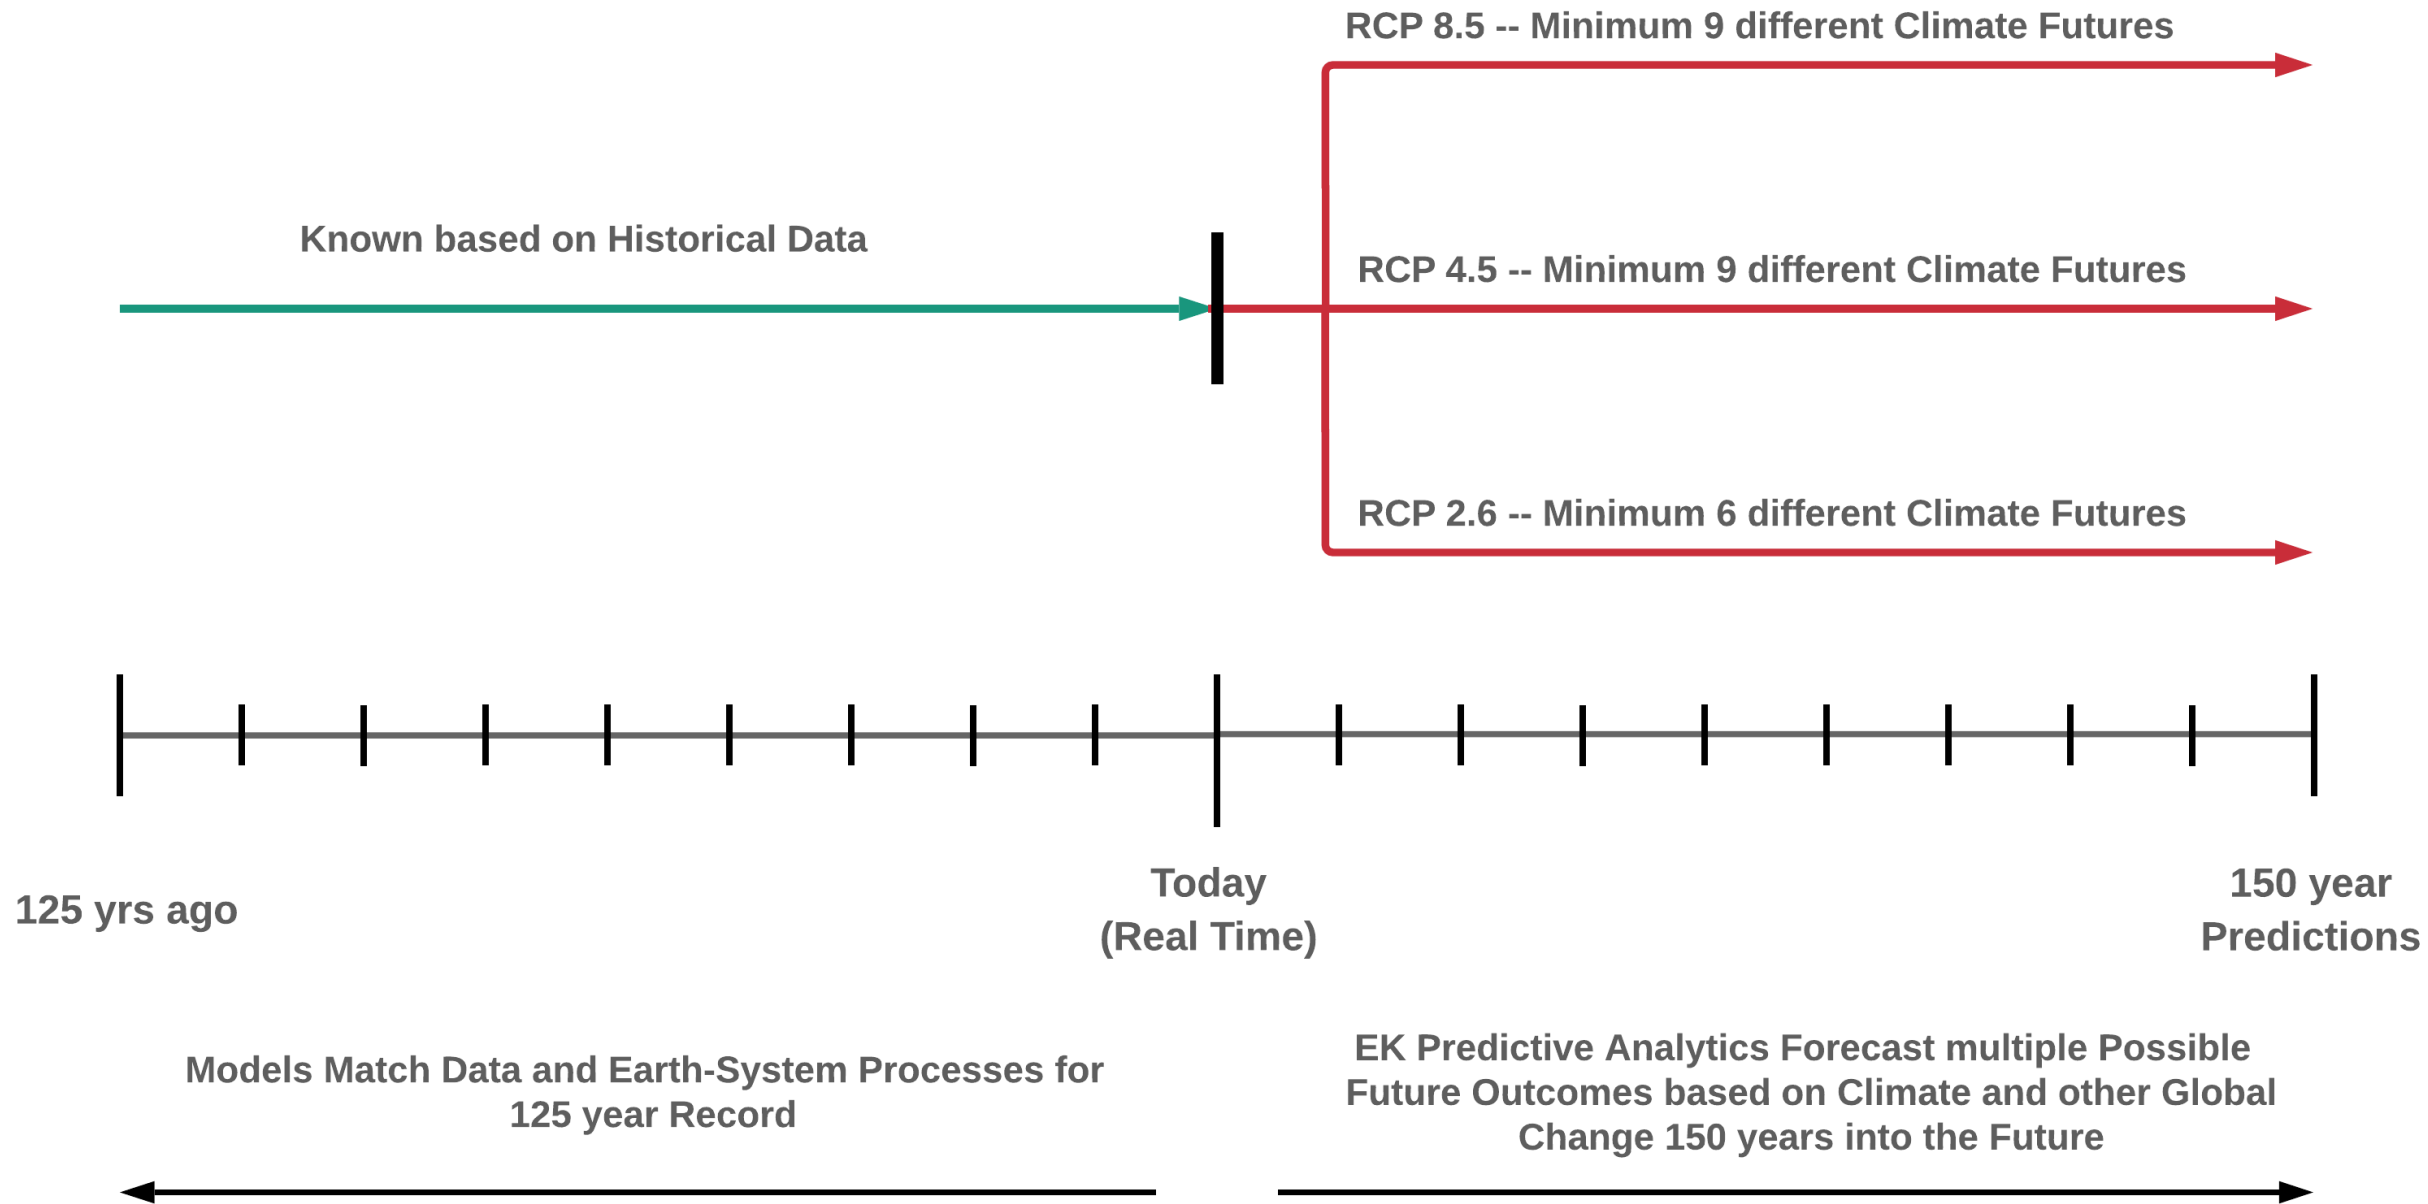 RCP 8.5 -- Minimum 9 different Climate Futures
Known based on Historical Data
RCP 4.5 -- Minimum 9 different Climate Futures
RCP 2.6 -- Minimum 6 different Climate Futures
125 yrs ago
Today
(Real Time)
150 year
Predictions
Models Match Data and Earth-System Processes for
125 year Record
EK Predictive Analytics Forecast multiple Possible
Future Outcomes based on Climate and other Global
Change 150 years into the Future